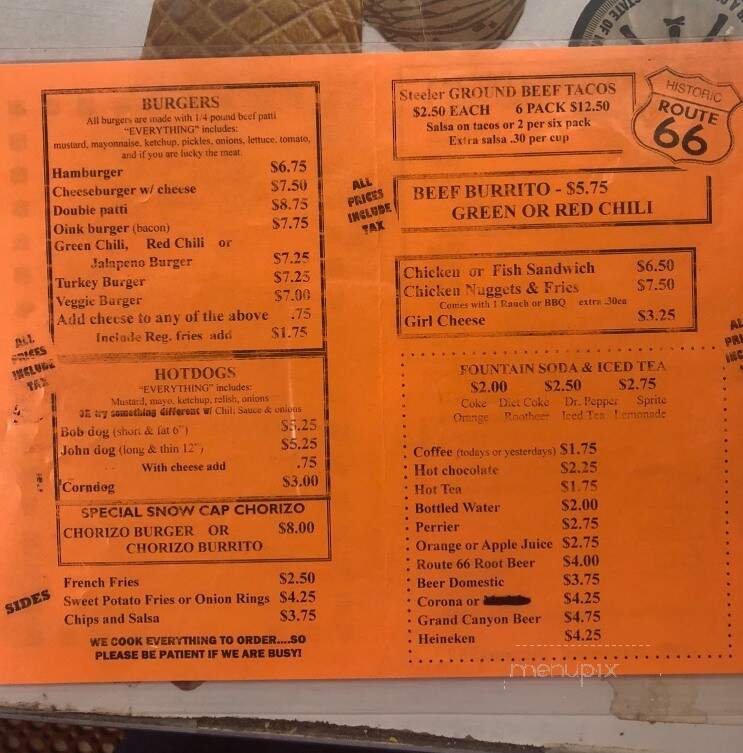 BURGERS
All burgers are made with 1/4 pound beef patti
"EVERYTHING" includes:
mustard, mayonnaise, ketchup, pickles, onions, lettuce, tomato,
and if you are lucky the meat.
Hamburger $6.75
Cheeseburger w/ cheese $7.50
Double patti $8.75
Oink burger (bacon) $7.75
Green Chili, Red Chili or
Jalapeno Burger $7.25
Turkey Burger $7.25
Veggie Burger $7.00
Add cheese to any of the above .75
Include Reg. fries add $1.75
ALL
PRICES
INCLUDE
TAX
HOTDOGS
"EVERYTHING" includes:
Mustard, mayo, ketchup, relish, onions
OR try something different W/ Chili Sauce & onions
Bob dog (short & fat 6") $5.25
John dog (long & thin 12") $5.25
With cheese add .75
Corndog $3.00
SPECIAL SNOW CAP CHORIZO
CHORIZO BURGER OR $8.00
CHORIZO BURRITO
SIDES
French Fries $2.50
Sweet Potato Fries or Onion Rings $4.25
Chips and Salsa $3.75
WE COOK EVERYTHING TO ORDER....SO
PLEASE BE PATIENT IF WE ARE BUSY!
Steeler GROUND BEEF TACOS
$2.50 EACH 6 PACK $12.50
Salsa on tacos or 2 per six pack
Extra salsa .30 per cup
HISTORIC
ROUTE
66
ALL
PRICES
INCLUDE
TAX
BEEF BURRITO - $5.75
GREEN OR RED CHILI
Chicken or Fish Sandwich $6.50
Chicken Nuggets & Fries $7.50
Comes with 1 Ranch or BBQ extra .30ea
Girl Cheese $3.25
FOUNTAIN SODA & ICED TEA
$2.00 $2.50 $2.75
Coke Diet Coke Dr. Pepper Sprite
Orange Rootbeer Iced Tea Lemonade
Coffee (todays or yesterdays) $1.75
Hot chocolate $2.25
Hot Tea $1.75
Bottled Water $2.00
Perrier $2.75
Orange or Apple Juice $2.75
Route 66 Root Beer $4.00
Beer Domestic $3.75
Corona or $4.25
Grand Canyon Beer $4.75
Heineken $4.25
menupix